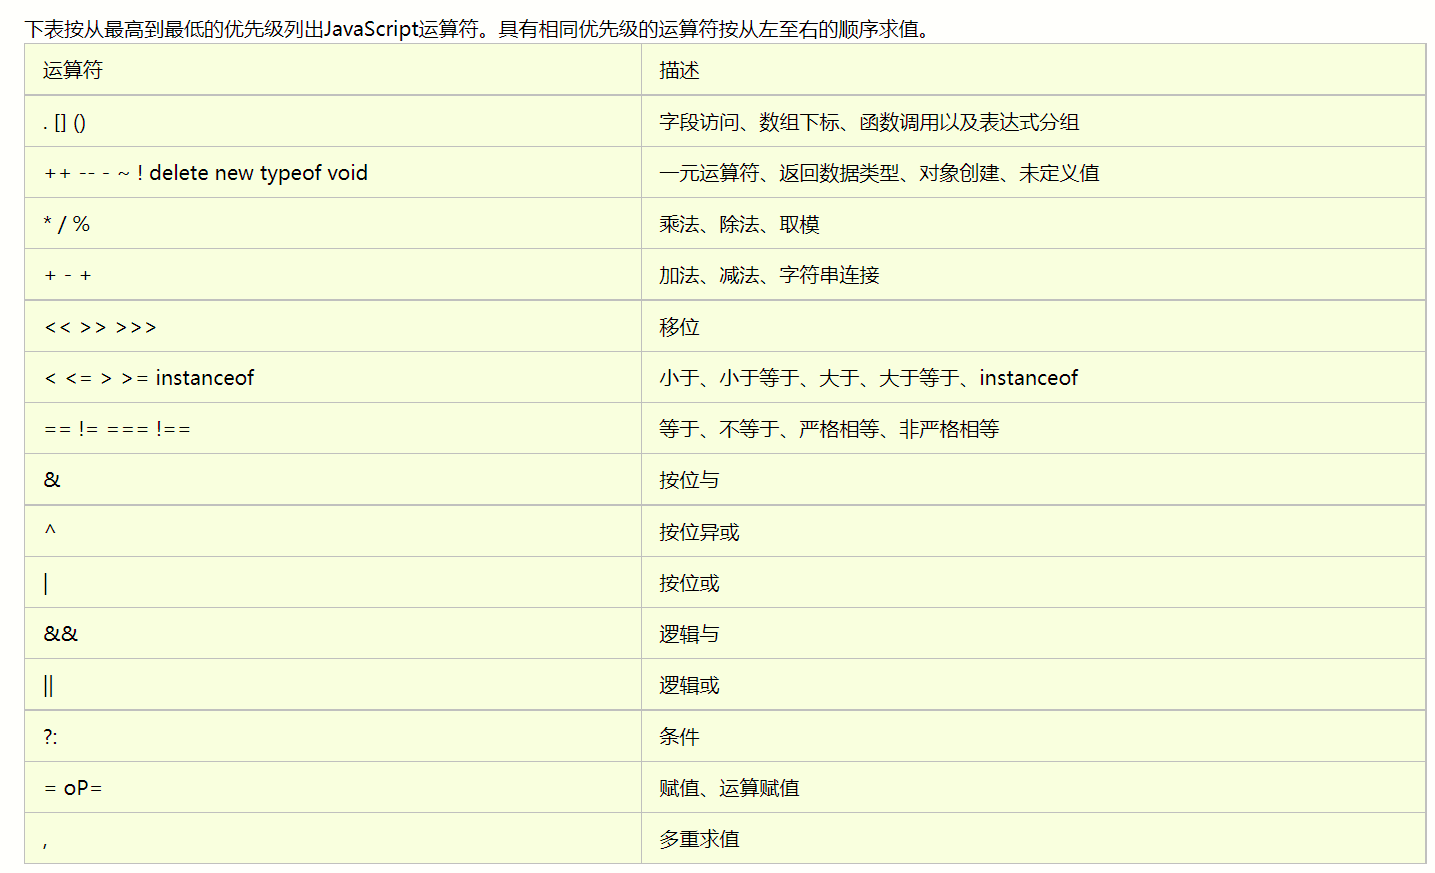 下表按从最高到最低的优先级列出JavaScript运算符。具有相同优先级的运算符按从左至右的顺序求值。
运算符 描述
. [] () 字段访问、数组下标、函数调用以及表达式分组
++ -- - ~ ! delete new typeof void 一元运算符、返回数据类型、对象创建、未定义值
* / % 乘法、除法、取模
+ - + 加法、减法、字符串连接
<< >> >>> 移位
< <= > >= instanceof 小于、小于等于、大于、大于等于、instanceof
== != === !== 等于、不等于、严格相等、非严格相等
& 按位与
^ 按位异或
| 按位或
&& 逻辑与
|| 逻辑或
?: 条件
= oP= 赋值、运算赋值
, 多重求值